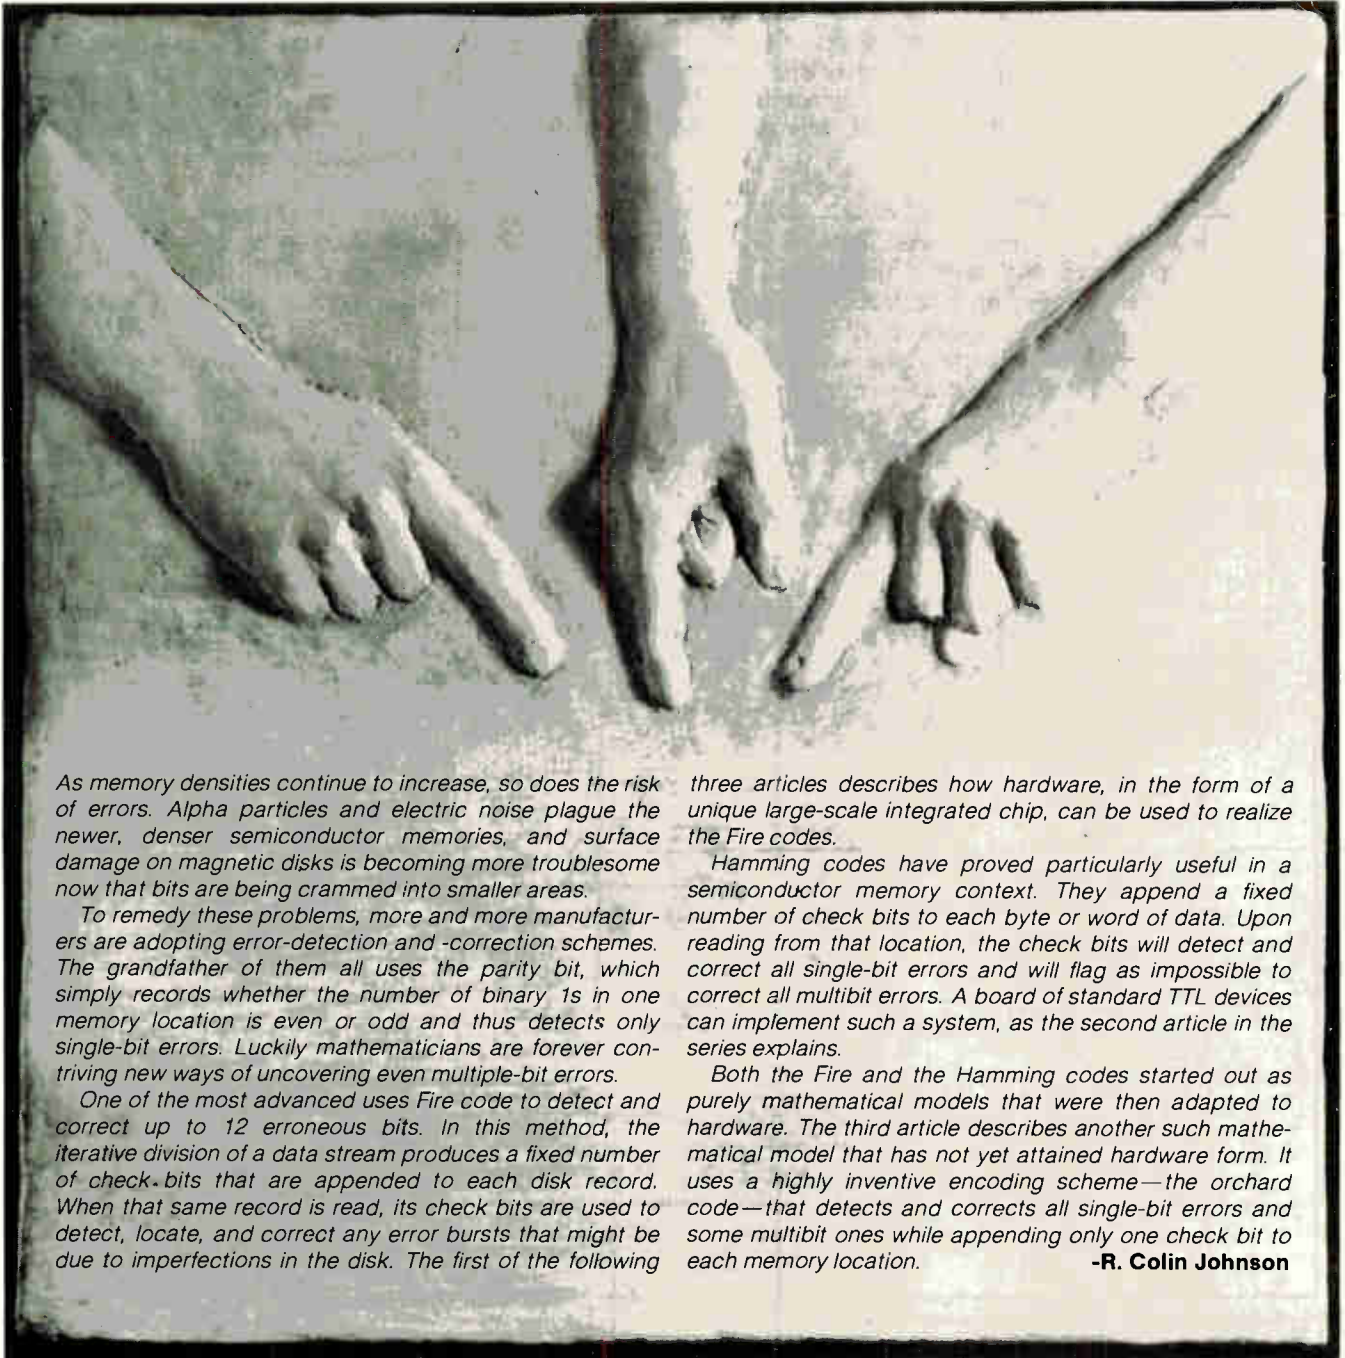 As memory densities continue to increase, so does the risk
of errors. Alpha particles and electric noise plague the
newer, denser semiconductor memories, and surface
damage on magnetic disks is becoming more troublesome
now that bits are being crammed into smaller areas.
To remedy these problems, more and more manufactur-
ers are adopting error-detection and -correction schemes.
The grandfather of them all uses the parity bit, which
simply records whether the number of binary 1s in one
memory location is even or odd and thus detects only
single-bit errors. Luckily mathematicians are forever con-
triving new ways of uncovering even multiple-bit errors.
One of the most advanced uses Fire code to detect and
correct up to 12 erroneous bits. In this method, the
iterative division of a data stream produces a fixed number
of check bits that are appended to each disk record.
When that same record is read, its check bits are used to
detect, locate, and correct any error bursts that might be
due to imperfections in the disk. The first of the following
three articles describes how hardware, in the form of a
unique large-scale integrated chip, can be used to realize
the Fire codes.
Hamming codes have proved particularly useful in a
semiconductor memory context. They append a fixed
number of check bits to each byte or word of data. Upon
reading from that location, the check bits will detect and
correct all single-bit errors and will flag as impossible to
correct all multibit errors. A board of standard TTL devices
can implement such a system, as the second article in the
series explains.
Both the Fire and the Hamming codes started out as
purely mathematical models that were then adapted to
hardware. The third article describes another such mathe-
matical model that has not yet attained hardware form. It
uses a highly inventive encoding scheme—the orchard
code—that detects and corrects all single-bit errors and
some multibit ones while appending only one check bit to
each memory location. -R. Colin Johnson